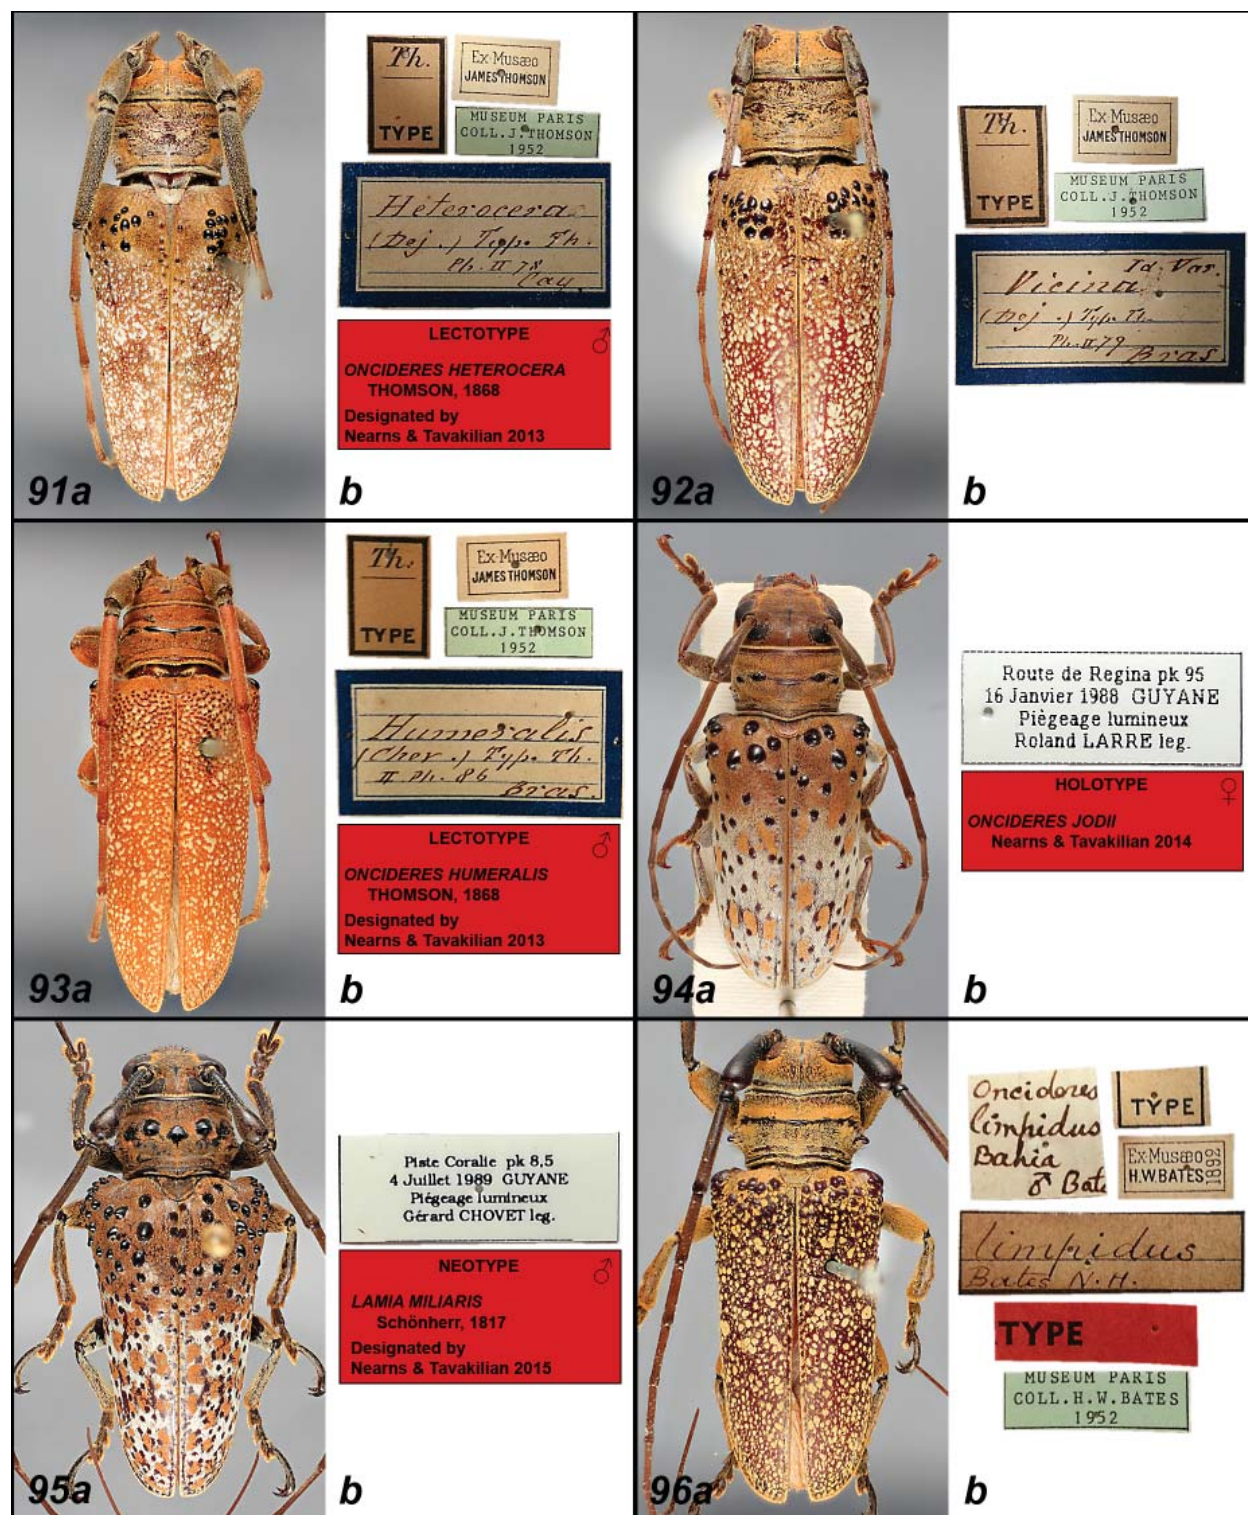 Th.
TYPE
Ex-Musæo
JAMES THOMSON
MUSEUM PARIS
COLL. J. THOMSON
1952
Heterocera
(Dej.) Type Th.
Ph. II 78
Cay.
LECTOTYPE ♂
ONCIDERES HETEROCERA
THOMSON, 1868
Designated by
Nearns & Tavakilian 2013
91a
b
Th.
TYPE
Ex-Musæo
JAMES THOMSON
MUSEUM PARIS
COLL. J. THOMSON
1952
Id. Var.
Vicina
(Dej.) Type Th.
Ph. II 79
Bras.
92a
b
Th.
TYPE
Ex-Musæo
JAMES THOMSON
MUSEUM PARIS
COLL. J. THOMSON
1952
Humeralis
(Chev.) Type Th.
II Ph. 86
Bras.
LECTOTYPE ♂
ONCIDERES HUMERALIS
THOMSON, 1868
Designated by
Nearns & Tavakilian 2013
93a
b
Route de Regina pk 95
16 Janvier 1988 GUYANE
Piègeage lumineux
Roland LARRE leg.
HOLOTYPE ♀
ONCIDERES JODII
Nearns & Tavakilian 2014
94a
b
Piste Coralie pk 8,5
4 Juillet 1989 GUYANE
Piégeage lumineux
Gérard CHOVET leg.
NEOTYPE ♂
LAMIA MILIARIS
Schönherr, 1817
Designated by
Nearns & Tavakilian 2015
95a
b
Oncideres
limpidus
Bahia
♂ Bates
TYPE
Ex-Musæo
H.W.BATES
1892
limpidus
Bates N.H.
TYPE
MUSEUM PARIS
COLL. H.W.BATES
1952
96a
b